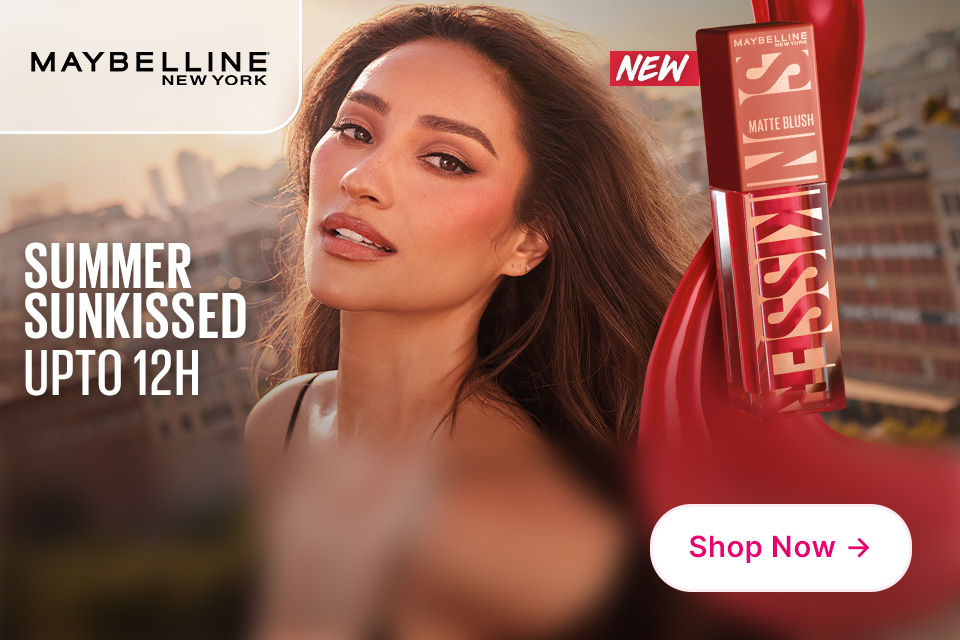 MAYBELLINE
NEW YORK
NEW
MAYBELLINE
NEW YORK
MATTE BLUSH
SUNKISSER
SUMMER
SUNKISSED
UPTO 12H
Shop Now →